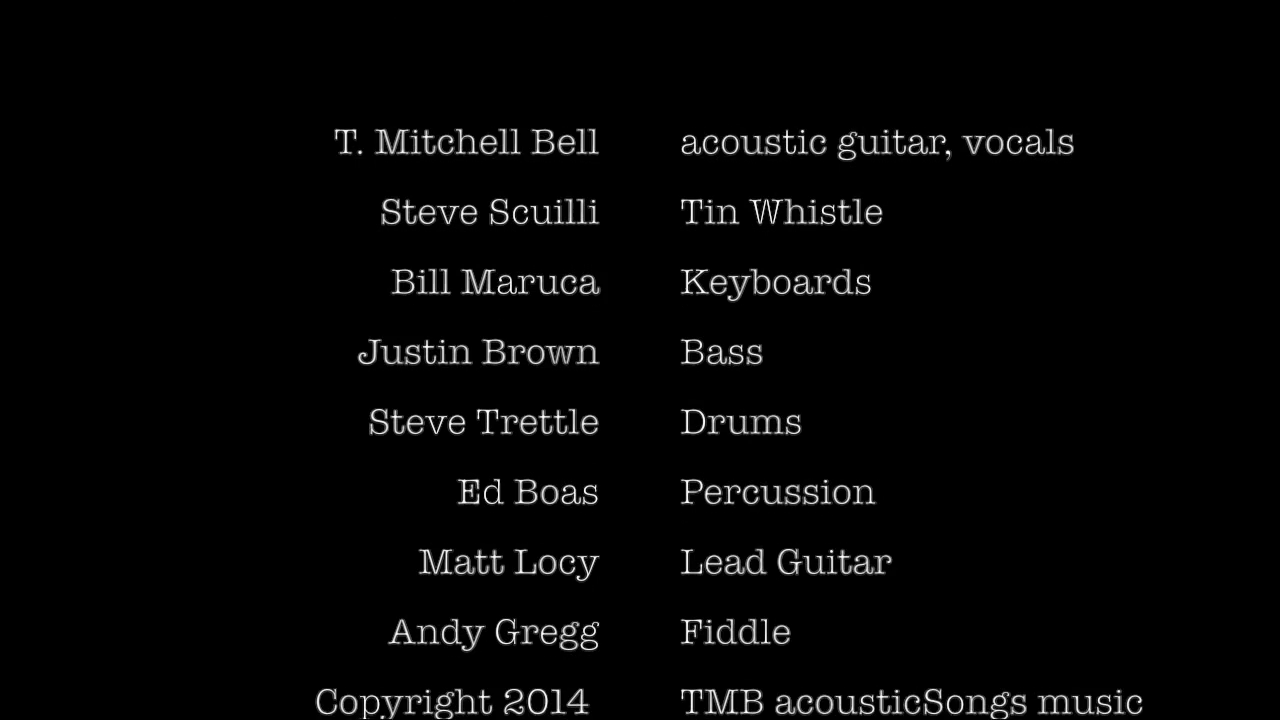 T. Mitchell Bell acoustic guitar, vocals
Steve Scuilli Tin Whistle
Bill Maruca Keyboards
Justin Brown Bass
Steve Trettle Drums
Ed Boas Percussion
Matt Locy Lead Guitar
Andy Gregg Fiddle
Copyright 2014 TMB acousticSongs music